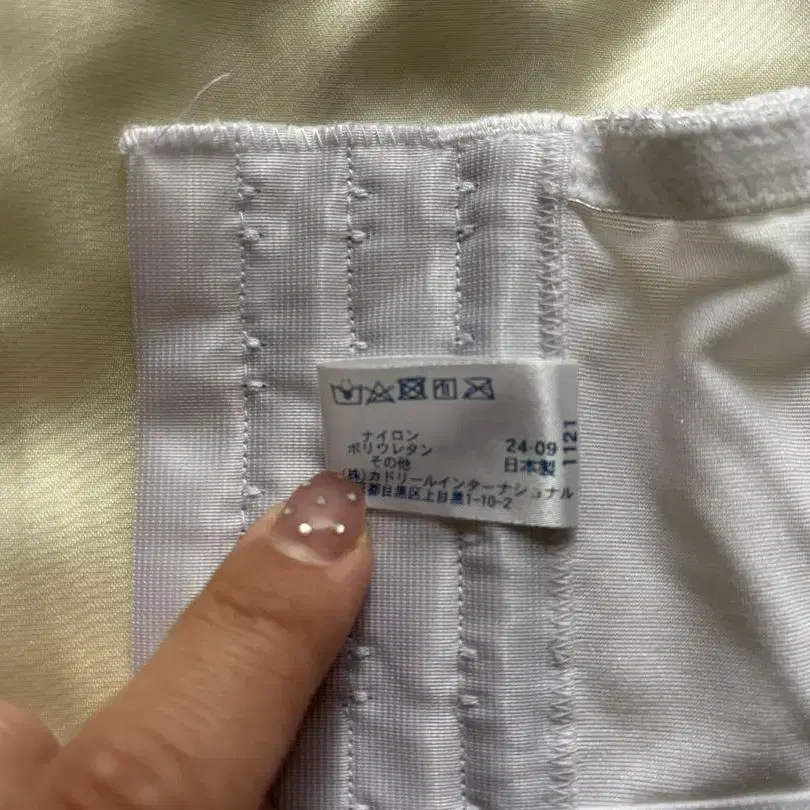 ナイロン
ポリウレタン
その他
24-09
日本製
1121
(株)カドリールインターナショナル
都目黒区上目黒1-10-2